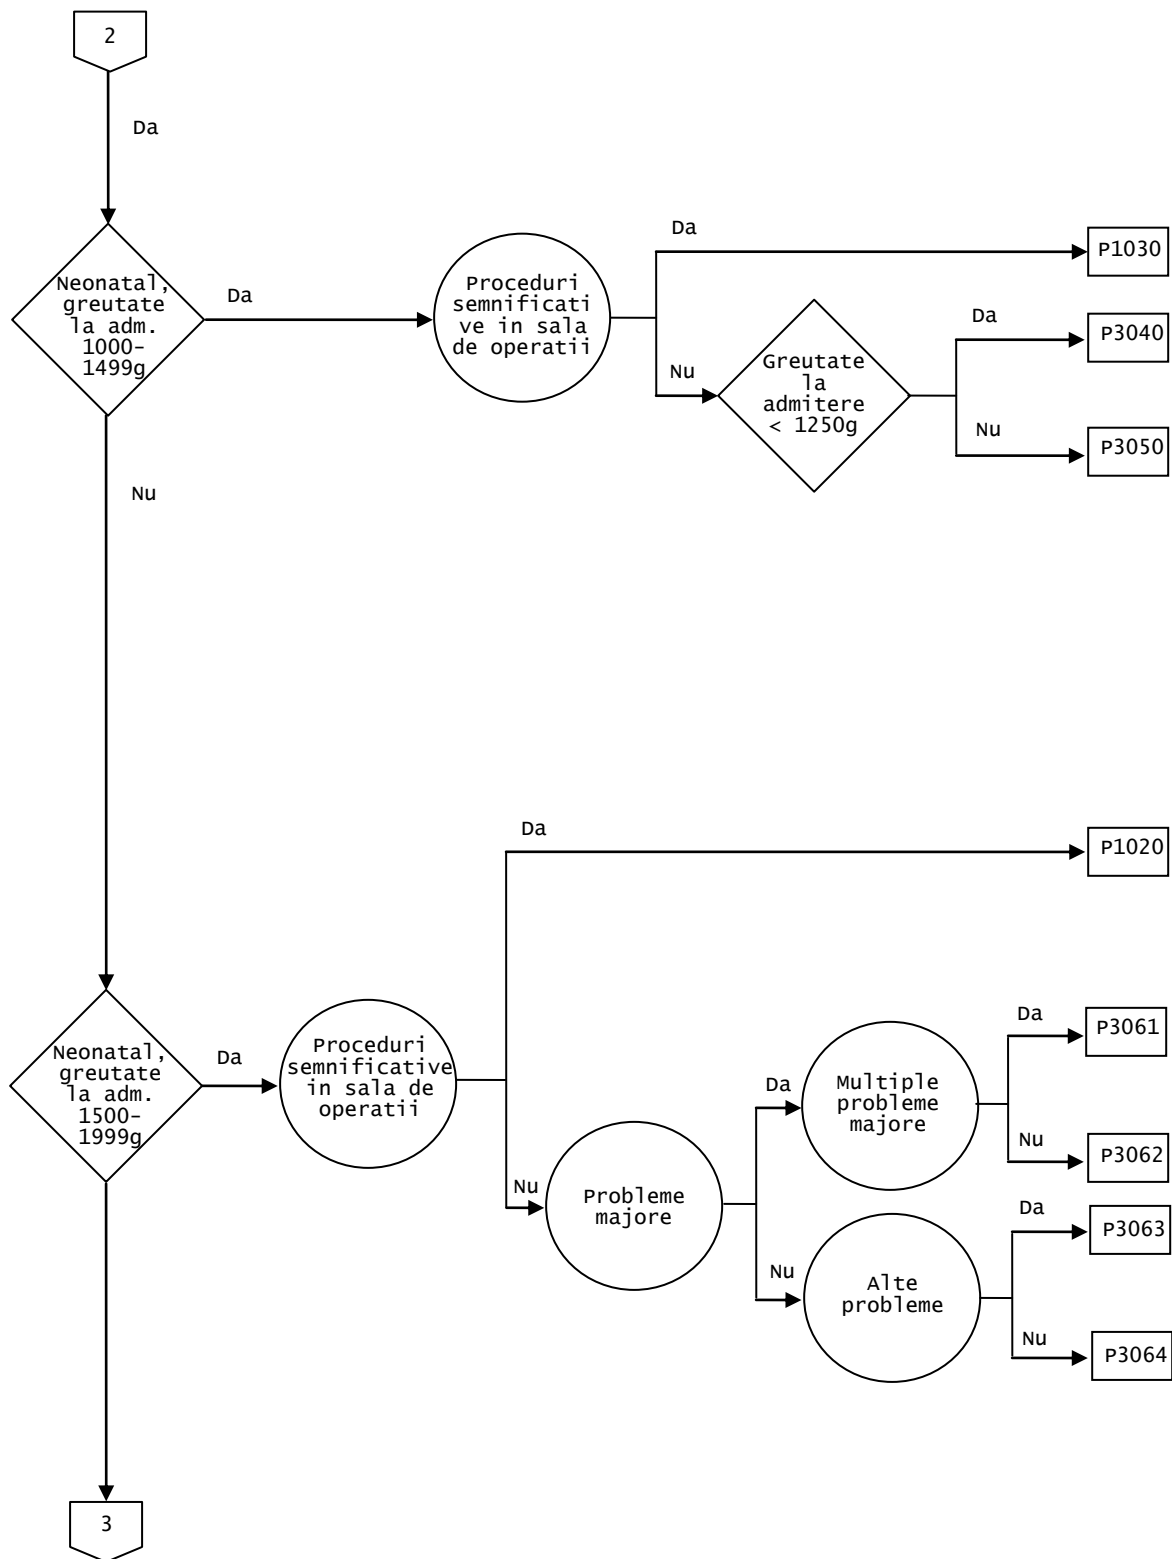 2
Da
Neonatal,
greutate
la adm.
1000-
1499g
Da
Proceduri
semnificati
ve in sala
de operatii
Da
P1030
Nu
Greutate
la
admitere
< 1250g
Da
P3040
Nu
P3050
Nu
Neonatal,
greutate
la adm.
1500-
1999g
Da
Proceduri
semnificative
in sala de
operatii
Da
P1020
Nu
Probleme
majore
Da
Multiple
probleme
majore
Da
P3061
Nu
P3062
Nu
Alte
probleme
Da
P3063
Nu
P3064
3